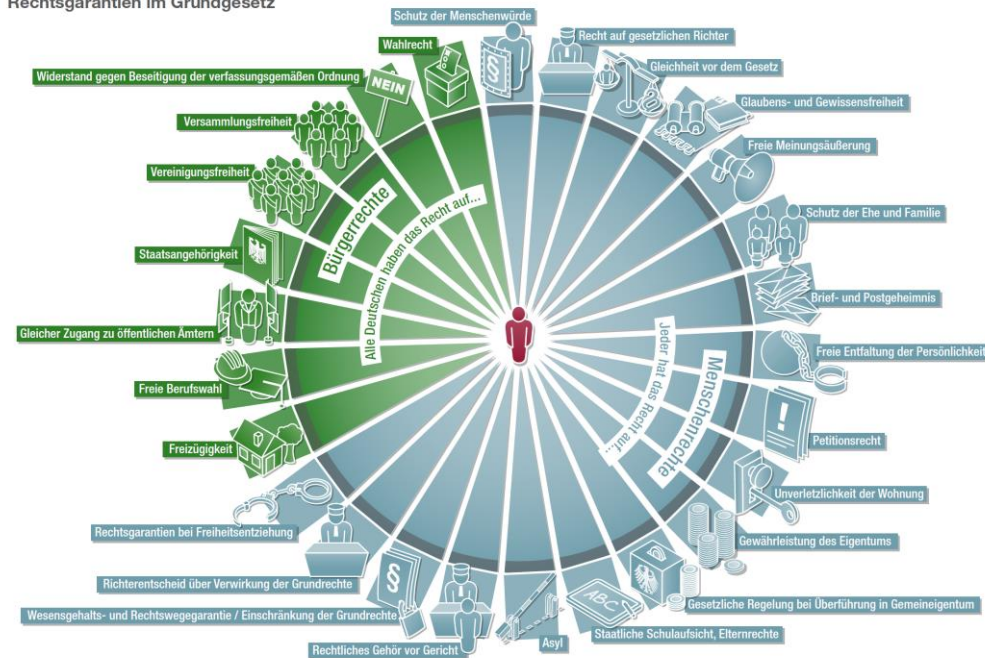 Rechtsgarantien im Grundgesetz
Schutz der Menschenwürde
Recht auf gesetzlichen Richter
Gleichheit vor dem Gesetz
Glaubens- und Gewissensfreiheit
Freie Meinungsäußerung
Schutz der Ehe und Familie
Brief- und Postgeheimnis
Freie Entfaltung der Persönlichkeit
Petitionsrecht
Unverletzlichkeit der Wohnung
Gewährleistung des Eigentums
Gesetzliche Regelung bei Überführung in Gemeineigentum
Staatliche Schulaufsicht, Elternrechte
Asyl
Rechtliches Gehör vor Gericht
Wesensgehalts- und Rechtswegegarantie / Einschränkung der Grundrechte
Richterentscheid über Verwirkung der Grundrechte
Rechtsgarantien bei Freiheitsentziehung
Freizügigkeit
Freie Berufswahl
Gleicher Zugang zu öffentlichen Ämtern
Staatsangehörigkeit
Vereinigungsfreiheit
Versammlungsfreiheit
Widerstand gegen Beseitigung der verfassungsgemäßen Ordnung
Wahlrecht
NEIN
Bürgerrechte
Alle Deutschen haben das Recht auf...
Menschenrechte
Jeder hat das Recht auf...
§
§
§
!
ABC